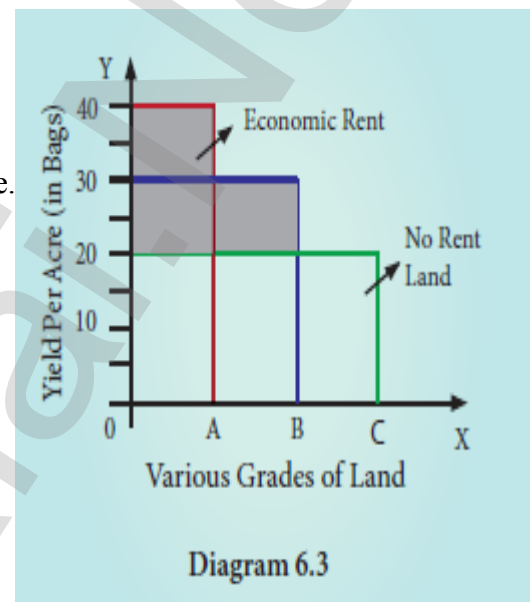 e.
Y
Yield Per Acre (in Bags)
40
30
20
10
0
Economic Rent
No Rent
Land
A B C X
Various Grades of Land
Diagram 6.3